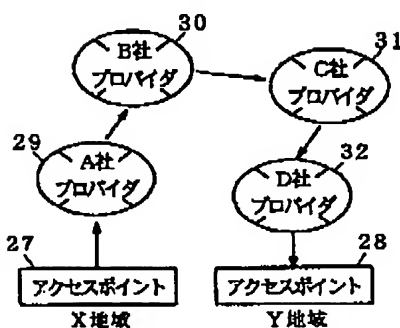 30
B社
プロバイダ
31
C社
プロバイダ
29
A社
プロバイダ
32
D社
プロバイダ
27
アクセスポイント
X地域
28
アクセスポイント
Y地域